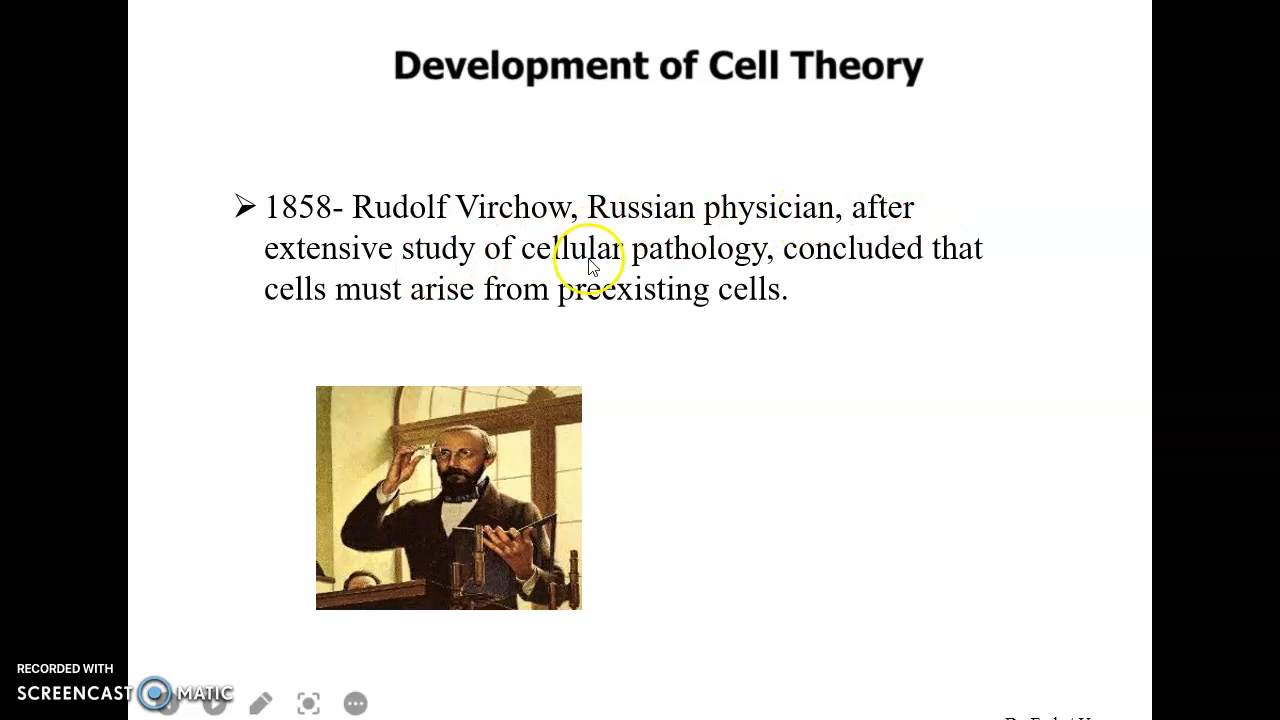 Development of Cell Theory
➢ 1858- Rudolf Virchow, Russian physician, after
extensive study of cellular pathology, concluded that
cells must arise from preexisting cells.
RECORDED WITH
SCREENCAST MATIC